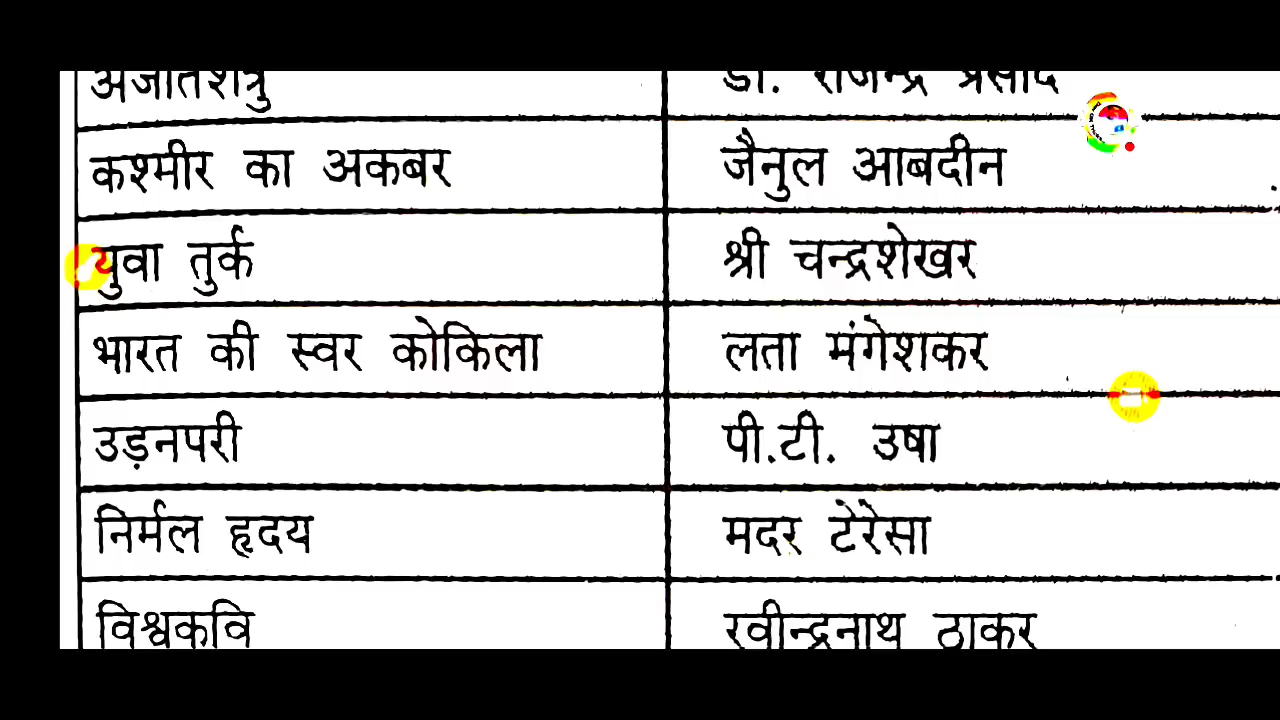 अजातशत्रु डॉ. राजेन्द्र प्रसाद
कश्मीर का अकबर जैनुल आबदीन
युवा तुर्क श्री चन्द्रशेखर
भारत की स्वर कोकिला लता मंगेशकर
उड़नपरी पी.टी. उषा
निर्मल हृदय मदर टेरेसा
विश्वकवि रवीन्द्रनाथ ठाकर